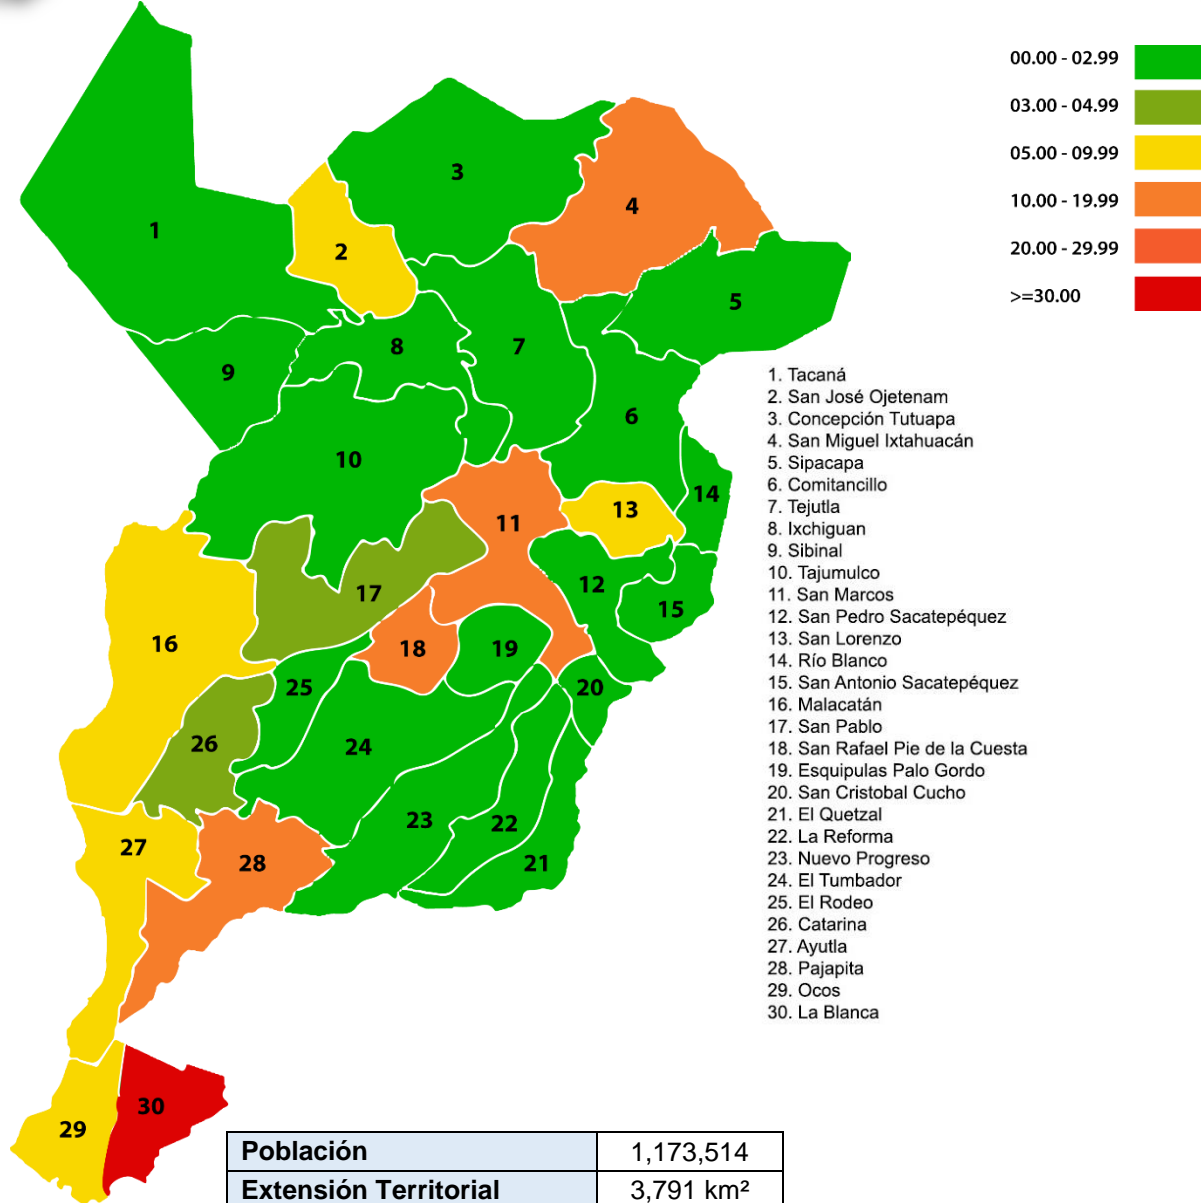 00.00 - 02.99
03.00 - 04.99
05.00 - 09.99
10.00 - 19.99
20.00 - 29.99
>=30.00
1
2
3
4
5
6
7
8
9
10
11
12
13
14
15
16
17
18
19
20
21
22
23
24
25
26
27
28
29
30
1. Tacaná
2. San José Ojetenam
3. Concepción Tutuapa
4. San Miguel Ixtahuacán
5. Sipacapa
6. Comitancillo
7. Tejutla
8. Ixchiguan
9. Sibinal
10. Tajumulco
11. San Marcos
12. San Pedro Sacatepéquez
13. San Lorenzo
14. Río Blanco
15. San Antonio Sacatepéquez
16. Malacatán
17. San Pablo
18. San Rafael Pie de la Cuesta
19. Esquipulas Palo Gordo
20. San Cristobal Cucho
21. El Quetzal
22. La Reforma
23. Nuevo Progreso
24. El Tumbador
25. El Rodeo
26. Catarina
27. Ayutla
28. Pajapita
29. Ocos
30. La Blanca
Población 1,173,514
Extensión Territorial 3,791 km²